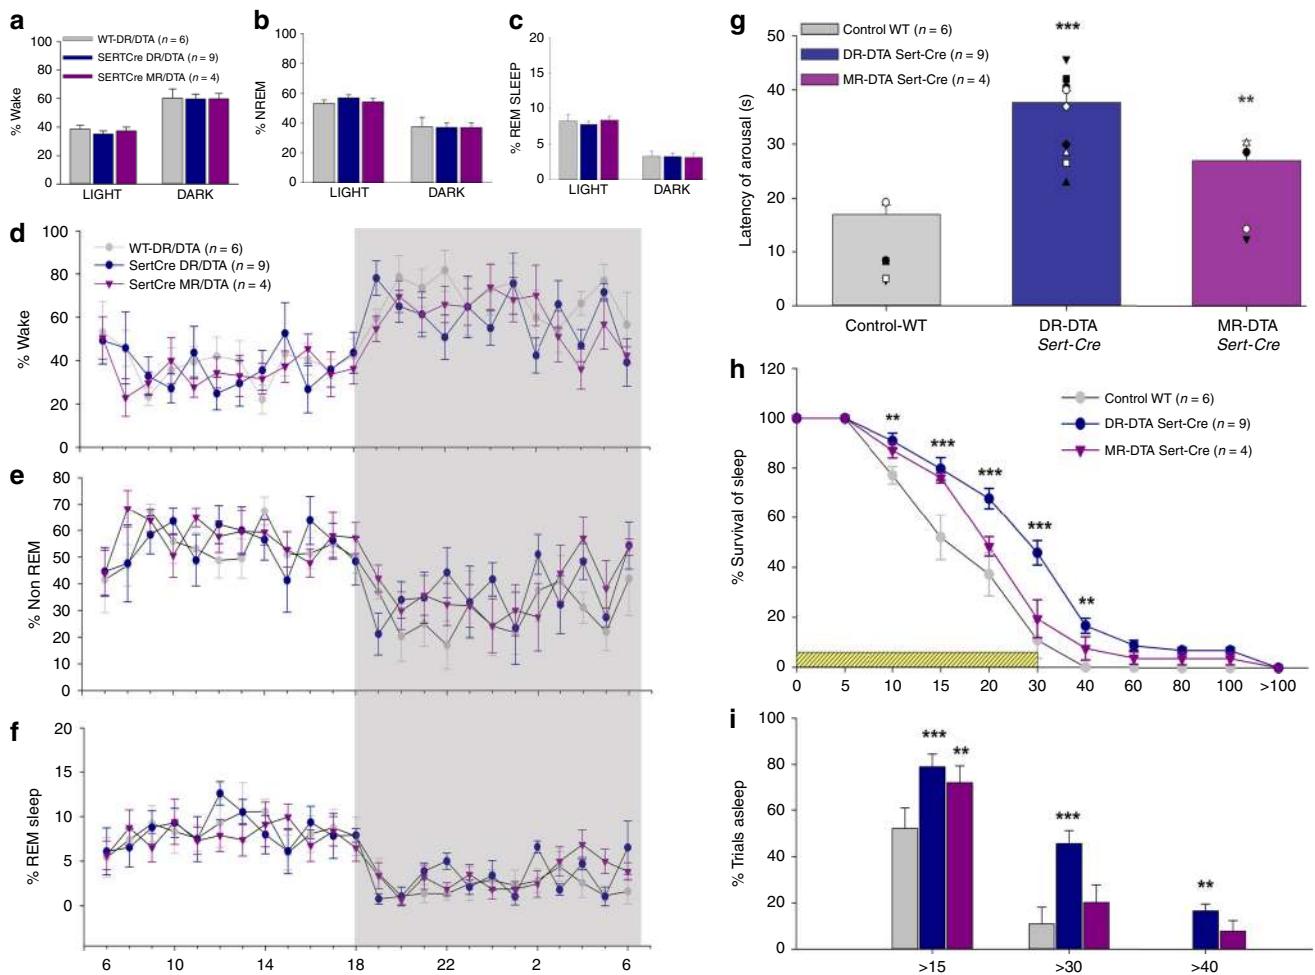 a
100
80
60
40
20
0
% Wake
WT-DR/DTA (n = 6)
SERTCre DR/DTA (n = 9)
SERTCre MR/DTA (n = 4)
LIGHT
DARK
b
100
80
60
40
20
0
% NREM
LIGHT
DARK
c
20
15
10
5
0
% REM SLEEP
LIGHT
DARK
d
100
80
60
40
20
0
% Wake
WT-DR/DTA (n = 6)
SertCre DR/DTA (n = 9)
SertCre MR/DTA (n = 4)
e
80
70
60
50
40
30
20
10
0
% Non REM
f
20
15
10
5
0
% REM sleep
6
10
14
18
22
2
6
g
50
40
30
20
10
0
Latency of arousal (s)
Control WT (n = 6)
DR-DTA Sert-Cre (n = 9)
MR-DTA Sert-Cre (n = 4)
***
**
Control-WT
DR-DTA
Sert-Cre
MR-DTA
Sert-Cre
h
120
100
80
60
40
20
0
% Survival of sleep
Control WT (n = 6)
DR-DTA Sert-Cre (n = 9)
MR-DTA Sert-Cre (n = 4)
**
***
***
***
**
0
5
10
15
20
30
40
60
80
100
>100
i
100
80
60
40
20
0
% Trials asleep
***
**
***
**
>15
>30
>40